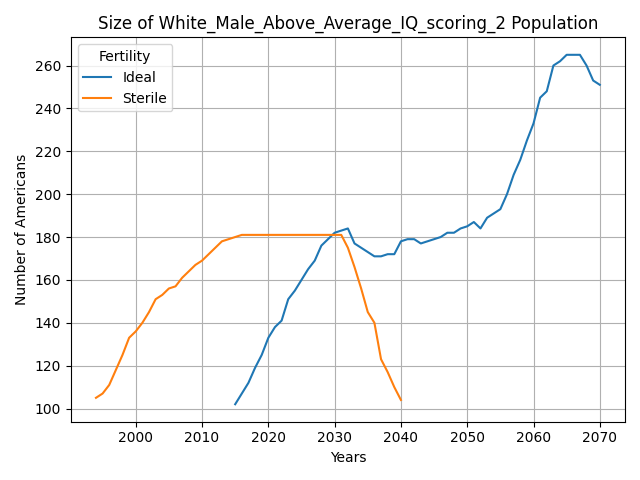 Size of White_Male_Above_Average_IQ_scoring_2 Population
Fertility
Ideal
Sterile
Number of Americans
260
240
220
200
180
160
140
120
100
2000 2010 2020 2030 2040 2050 2060 2070
Years